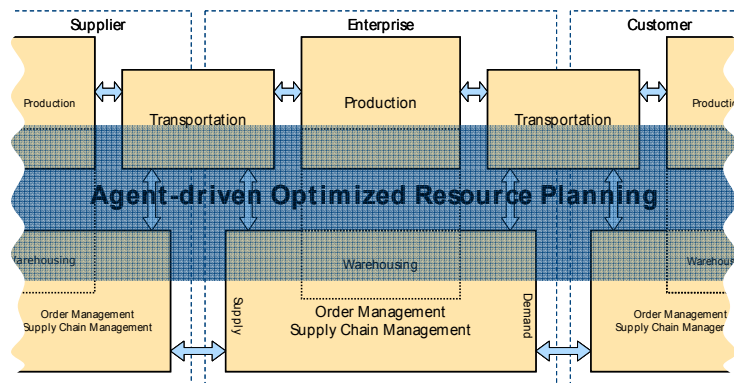 Supplier
Enterprise
Customer
Production
Transportation
Production
Transportation
Producti
Agent-driven Optimized Resource Planning
Warehousing
Warehousing
Warehous
Supply
Demand
Order Management
Supply Chain Management
Order Management
Supply Chain Management
Order Management
Supply Chain Manager